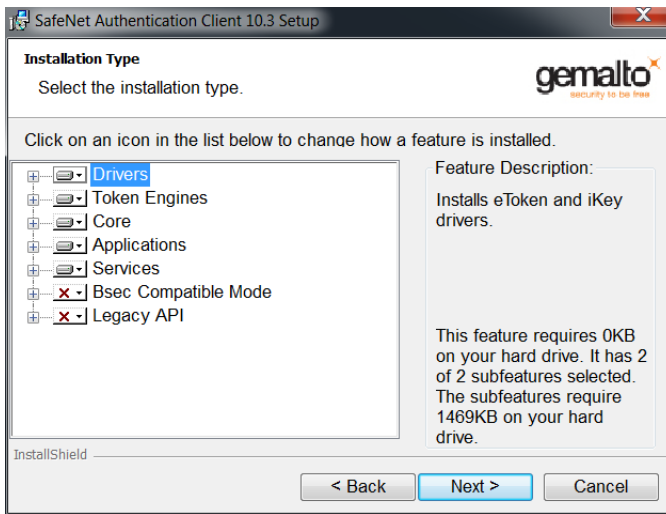 SafeNet Authentication Client 10.3 Setup
Installation Type
Select the installation type.
gemalto
security to be free
Click on an icon in the list below to change how a feature is installed.
Drivers
Token Engines
Core
Applications
Services
Bsec Compatible Mode
Legacy API
Feature Description:
Installs eToken and iKey
drivers.
This feature requires 0KB
on your hard drive. It has 2
of 2 subfeatures selected.
The subfeatures require
1469KB on your hard
drive.
InstallShield
< Back
Next >
Cancel